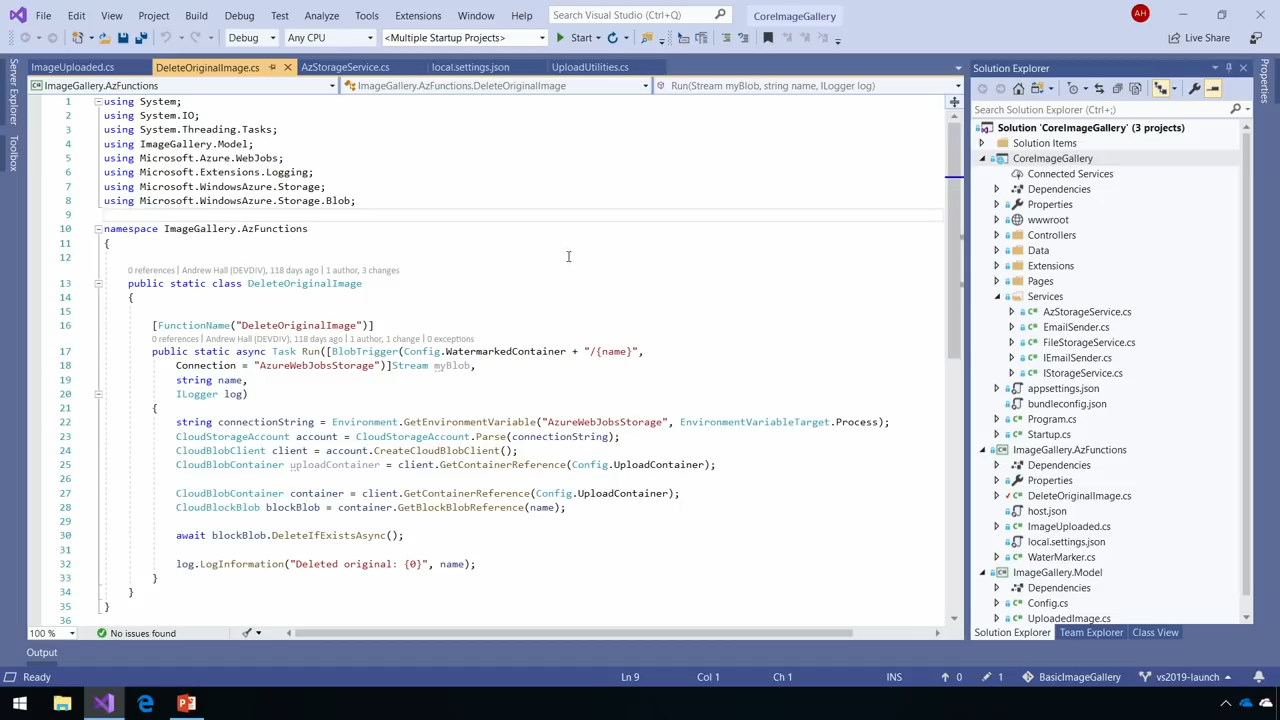 File Edit View Project Build Debug Test Analyze Tools Extensions Window Help Search Visual Studio (Ctrl+Q) CoreImageGallery AH
Debug Any CPU <Multiple Startup Projects> Start Live Share
ImageUploaded.cs DeleteOriginalImage.cs AzStorageService.cs local.settings.json UploadUtilities.cs
ImageGallery.AzFunctions ImageGallery.AzFunctions.DeleteOriginalImage Run(Stream myBlob, string name, ILogger log)
Server Explorer
Toolbox
1 using System;
2 using System.IO;
3 using System.Threading.Tasks;
4 using ImageGallery.Model;
5 using Microsoft.Azure.WebJobs;
6 using Microsoft.Extensions.Logging;
7 using Microsoft.WindowsAzure.Storage;
8 using Microsoft.WindowsAzure.Storage.Blob;
9
10 namespace ImageGallery.AzFunctions
11 {
12
0 references | Andrew Hall (DEVDIV), 118 days ago | 1 author, 3 changes
13 public static class DeleteOriginalImage
14 {
15
16 [FunctionName("DeleteOriginalImage")]
0 references | Andrew Hall (DEVDIV), 118 days ago | 1 author, 1 change | 0 exceptions
17 public static async Task Run([BlobTrigger(Config.WatermarkedContainer + "/{name}",
18 Connection = "AzureWebJobsStorage")]Stream myBlob,
19 string name,
20 ILogger log)
21 {
22 string connectionString = Environment.GetEnvironmentVariable("AzureWebJobsStorage", EnvironmentVariableTarget.Process);
23 CloudStorageAccount account = CloudStorageAccount.Parse(connectionString);
24 CloudBlobClient client = account.CreateCloudBlobClient();
25 CloudBlobContainer uploadContainer = client.GetContainerReference(Config.UploadContainer);
26
27 CloudBlobContainer container = client.GetContainerReference(Config.UploadContainer);
28 CloudBlockBlob blockBlob = container.GetBlockBlobReference(name);
29
30 await blockBlob.DeleteIfExistsAsync();
31
32 log.LogInformation("Deleted original: {0}", name);
33 }
34 }
35 }
36
100 % No issues found
Solution Explorer
Search Solution Explorer (Ctrl+;)
Solution 'CoreImageGallery' (3 projects)
Solution Items
CoreImageGallery
Connected Services
Dependencies
Properties
wwwroot
Controllers
Data
Extensions
Pages
Services
AzStorageService.cs
EmailSender.cs
FileStorageService.cs
IEmailSender.cs
IStorageService.cs
appsettings.json
bundleconfig.json
Program.cs
Startup.cs
ImageGallery.AzFunctions
Dependencies
Properties
DeleteOriginalImage.cs
host.json
ImageUploaded.cs
local.settings.json
WaterMarker.cs
ImageGallery.Model
Dependencies
Config.cs
UploadedImage.cs
Solution Explorer Team Explorer Class View
Properties
Output
Ready Ln 9 Col 1 Ch 1 INS 0 1 BasicImageGallery vs2019-launch